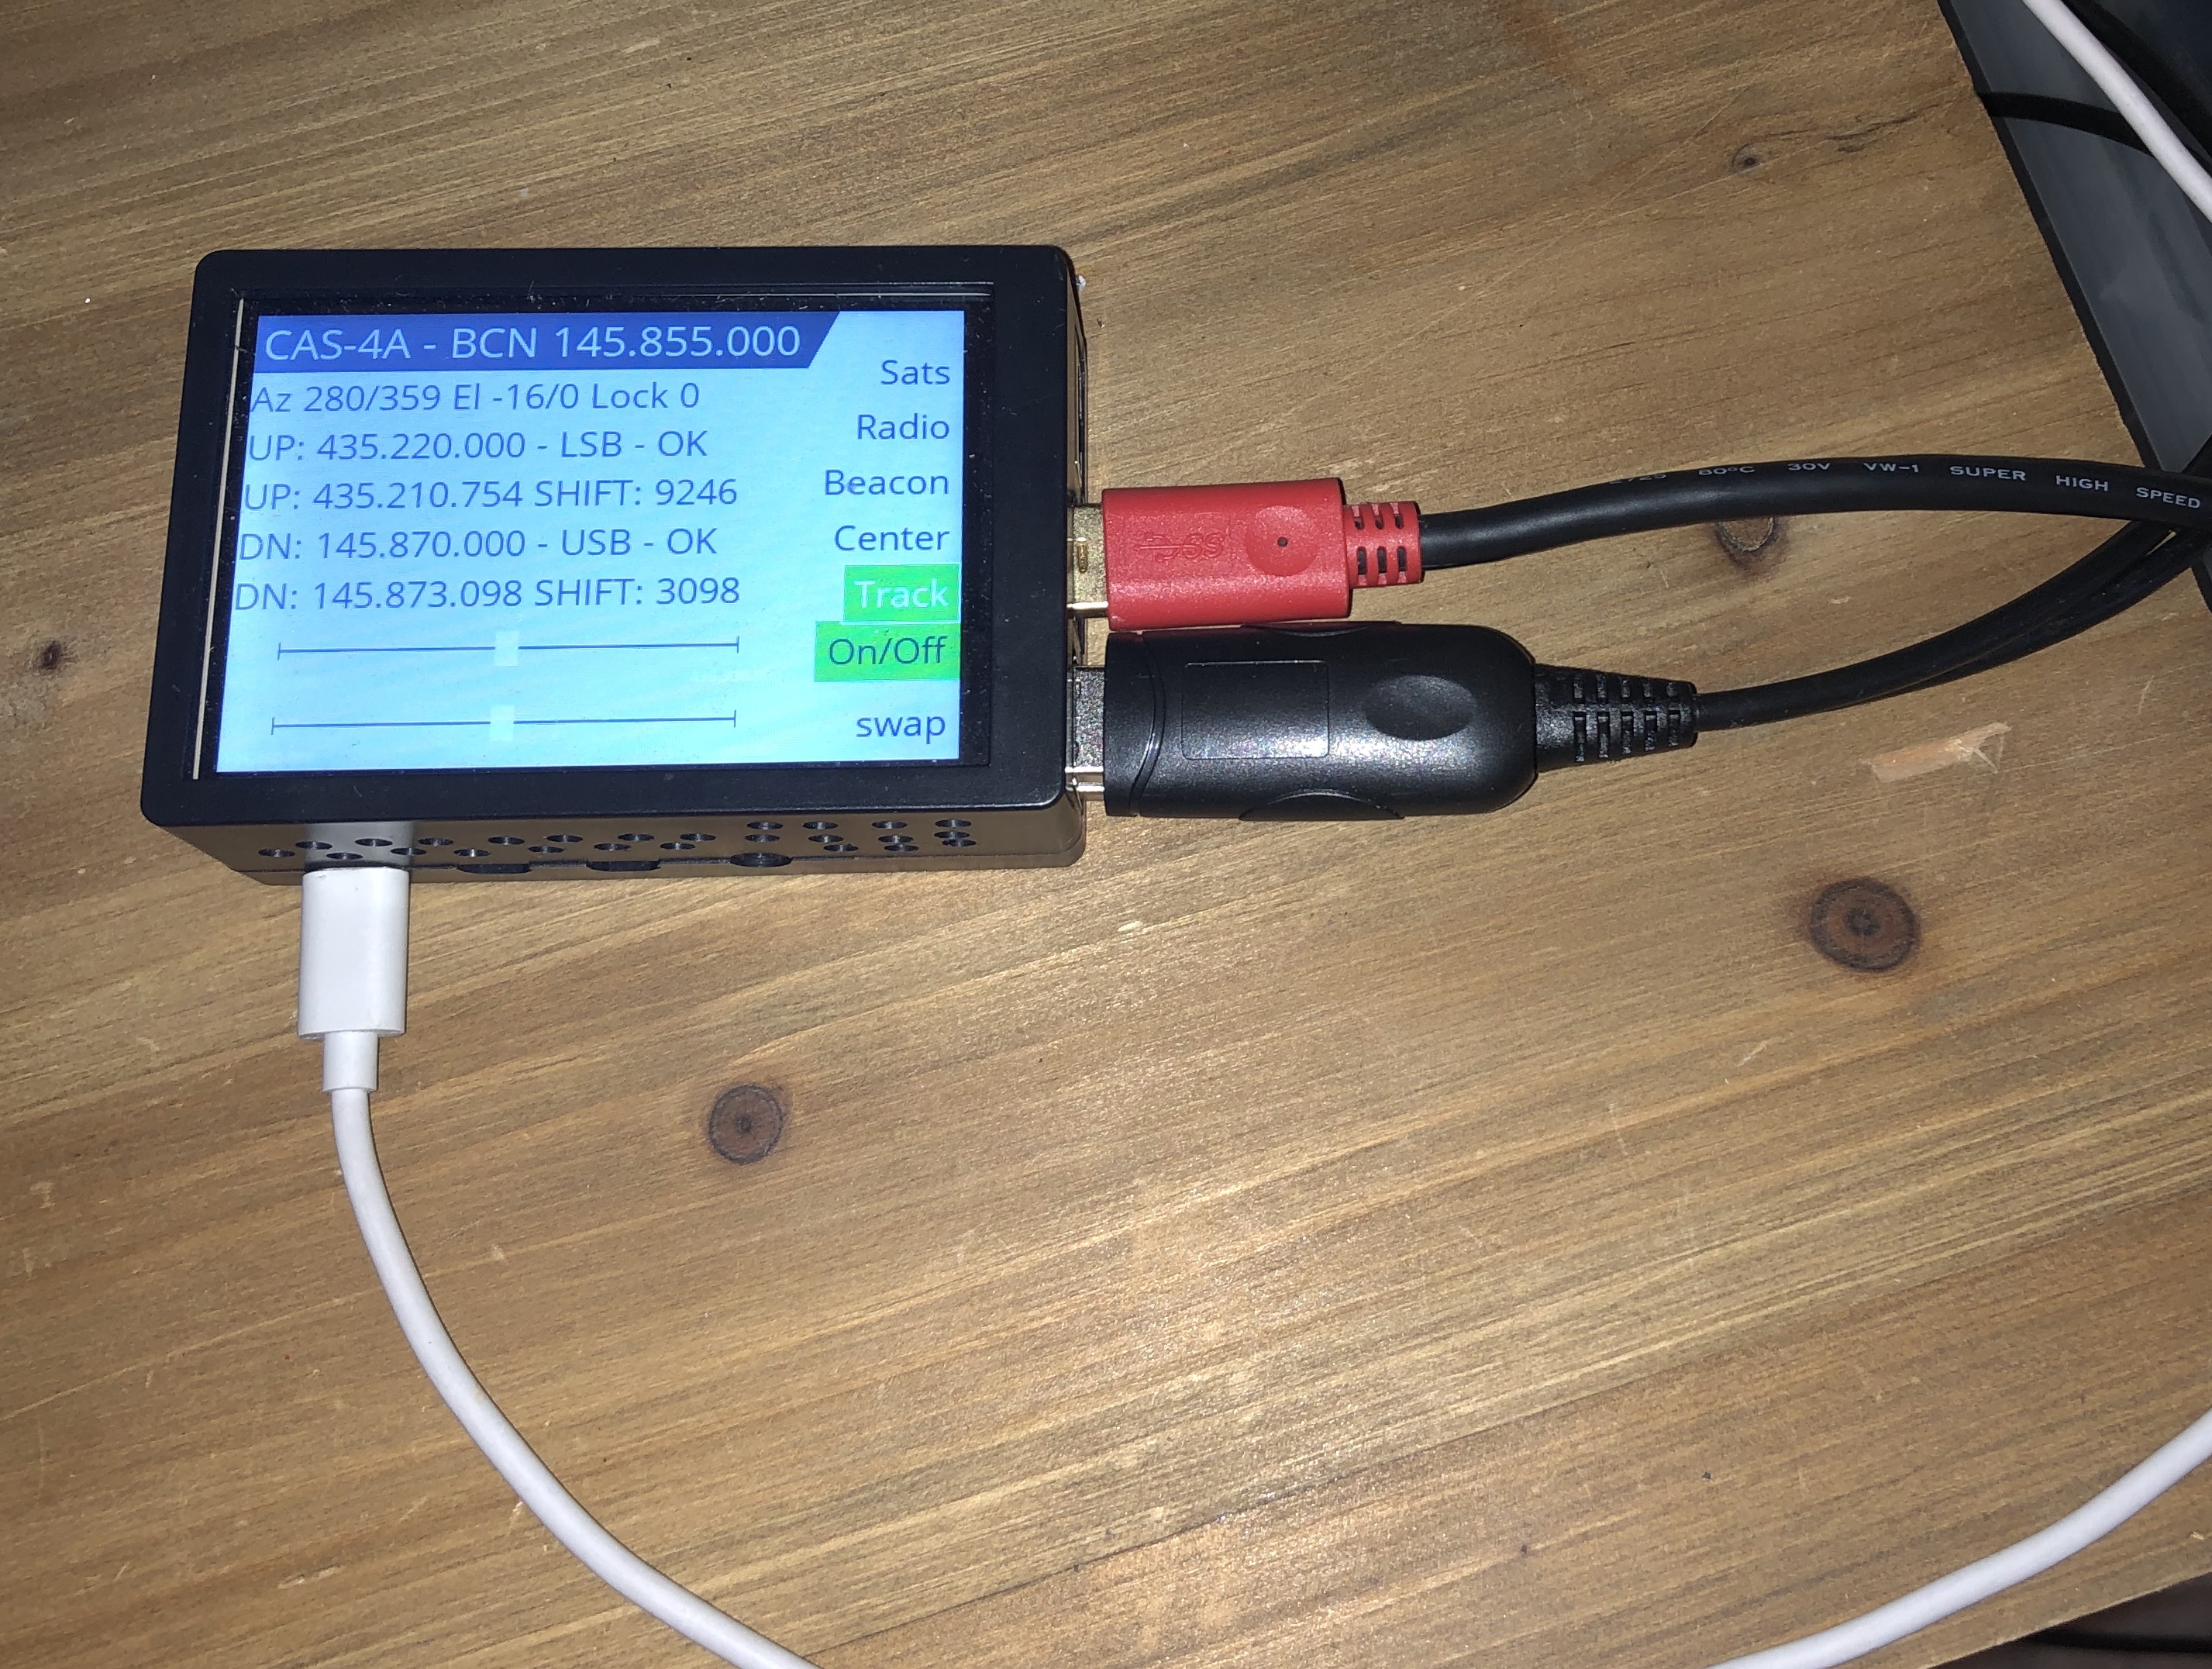 CAS-4A - BCN 145.855.000
Az 280/359 El -16/0 Lock 0
UP: 435.220.000 - LSB - OK
UP: 435.210.754 SHIFT: 9246
DN: 145.870.000 - USB - OK
DN: 145.873.098 SHIFT: 3098
Sats
Radio
Beacon
Center
Track
On/Off
swap
SS
80°C 30V VW-1 SUPER HIGH SPEED